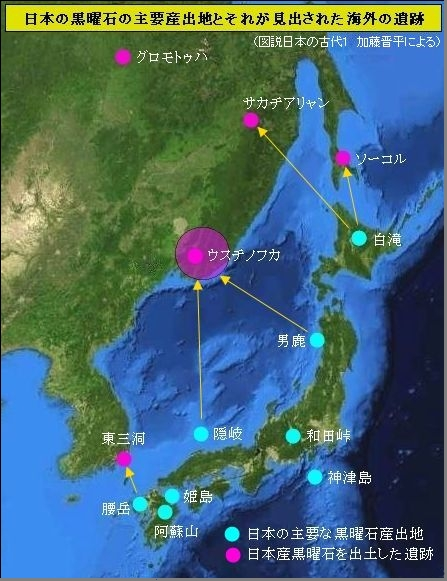 日本の黒曜石の主要産出地とそれが見出された海外の遺跡
（図説日本の古代1　加藤晋平による）
グロモトゥハ
サカチアリャン
ソーコル
白滝
ウスチノフカ
男鹿
東三洞
隠岐
和田峠
神津島
腰岳
姫島
阿蘇山
日本の主要な黒曜石産出地
日本産黒曜石を出土した遺跡